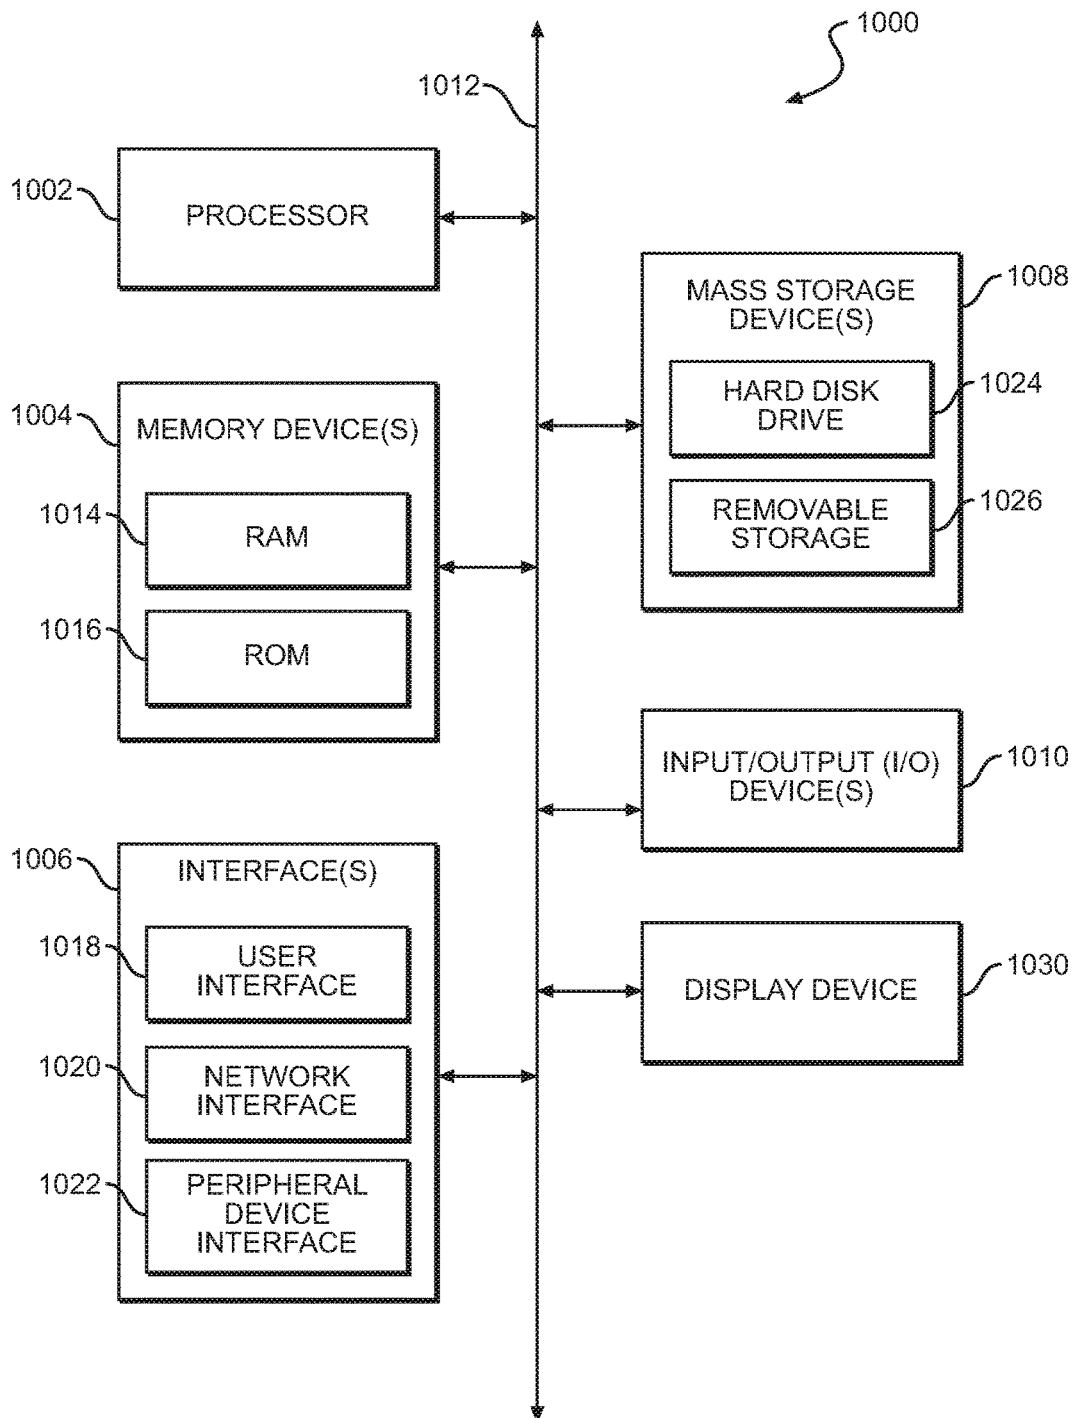 1000
1012
1002
PROCESSOR
1008
MASS STORAGE
DEVICE(S)
1024
HARD DISK
DRIVE
1026
REMOVABLE
STORAGE
1004
MEMORY DEVICE(S)
1014
RAM
1016
ROM
1010
INPUT/OUTPUT (I/O)
DEVICE(S)
1006
INTERFACE(S)
1018
USER
INTERFACE
1020
NETWORK
INTERFACE
1022
PERIPHERAL
DEVICE
INTERFACE
1030
DISPLAY DEVICE